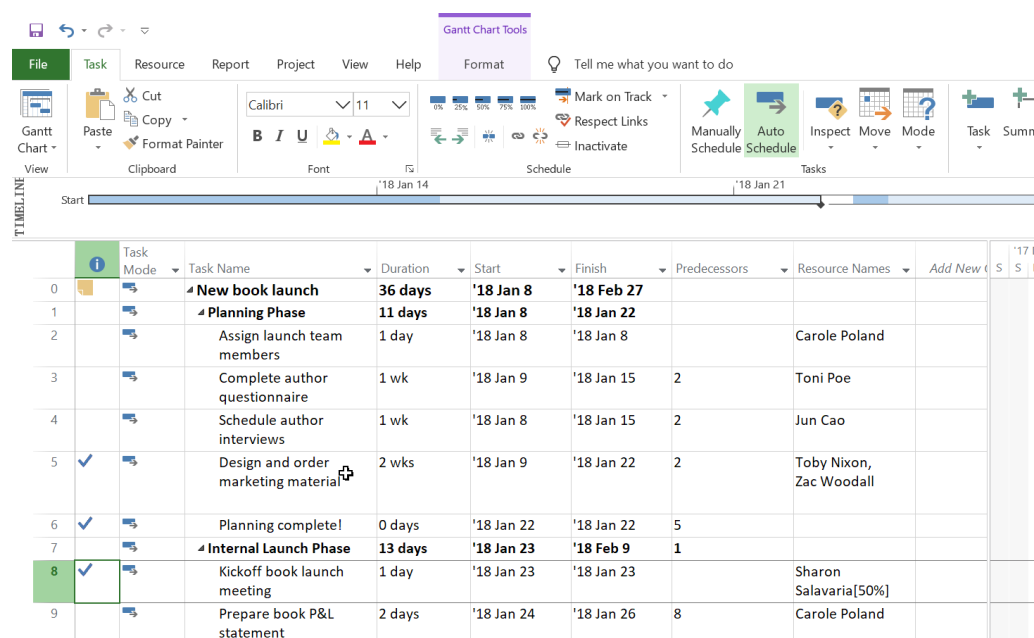 Gantt Chart Tools
File Task Resource Report Project View Help Format Tell me what you want to do
Gantt
Chart
Paste
Cut
Copy
Format Painter
Calibri 11
B I U A
0% 25% 50% 75% 100%
Mark on Track
Respect Links
Inactivate
Manually
Schedule
Auto
Schedule
Inspect Move Mode
Task Summ
View Clipboard Font Schedule Tasks
TIMELINE
'18 Jan 14 '18 Jan 21
Start
Task
Mode Task Name Duration Start Finish Predecessors Resource Names Add New
'17
S S
0 New book launch 36 days '18 Jan 8 '18 Feb 27
1 Planning Phase 11 days '18 Jan 8 '18 Jan 22
2 Assign launch team 1 day '18 Jan 8 '18 Jan 8 Carole Poland
members
3 Complete author 1 wk '18 Jan 9 '18 Jan 15 2 Toni Poe
questionnaire
4 Schedule author 1 wk '18 Jan 8 '18 Jan 15 2 Jun Cao
interviews
5 Design and order 2 wks '18 Jan 9 '18 Jan 22 2 Toby Nixon,
marketing material Zac Woodall
6 Planning complete! 0 days '18 Jan 22 '18 Jan 22 5
7 Internal Launch Phase 13 days '18 Jan 23 '18 Feb 9 1
8 Kickoff book launch 1 day '18 Jan 23 '18 Jan 23 Sharon
meeting Salavaria[50%]
9 Prepare book P&L 2 days '18 Jan 24 '18 Jan 26 8 Carole Poland
statement